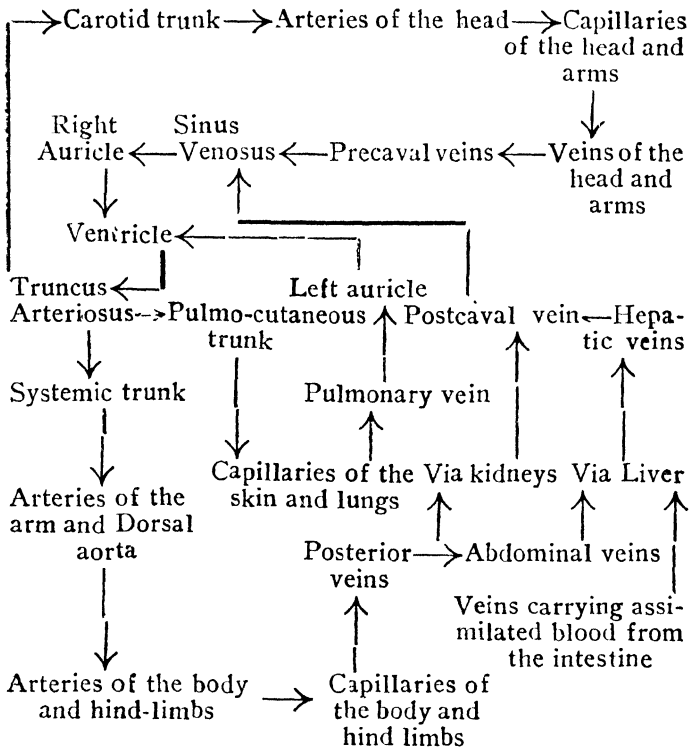 Carotid trunk
Arteries of the head
Capillaries
of the head and
arms
Right
Auricle
Sinus
Venosus
Precaval veins
Veins of the
head and
arms
Ventricle
Truncus
Arteriosus
Pulmo-cutaneous
trunk
Left auricle
Postcaval vein
Hepa-
tic veins
Systemic trunk
Pulmonary vein
Capillaries of the
skin and lungs
Via kidneys
Via Liver
Arteries of the
arm and Dorsal
aorta
Posterior
veins
Abdominal veins
Veins carrying assi-
milated blood from
the intestine
Arteries of the body
and hind-limbs
Capillaries of
the body and
hind limbs